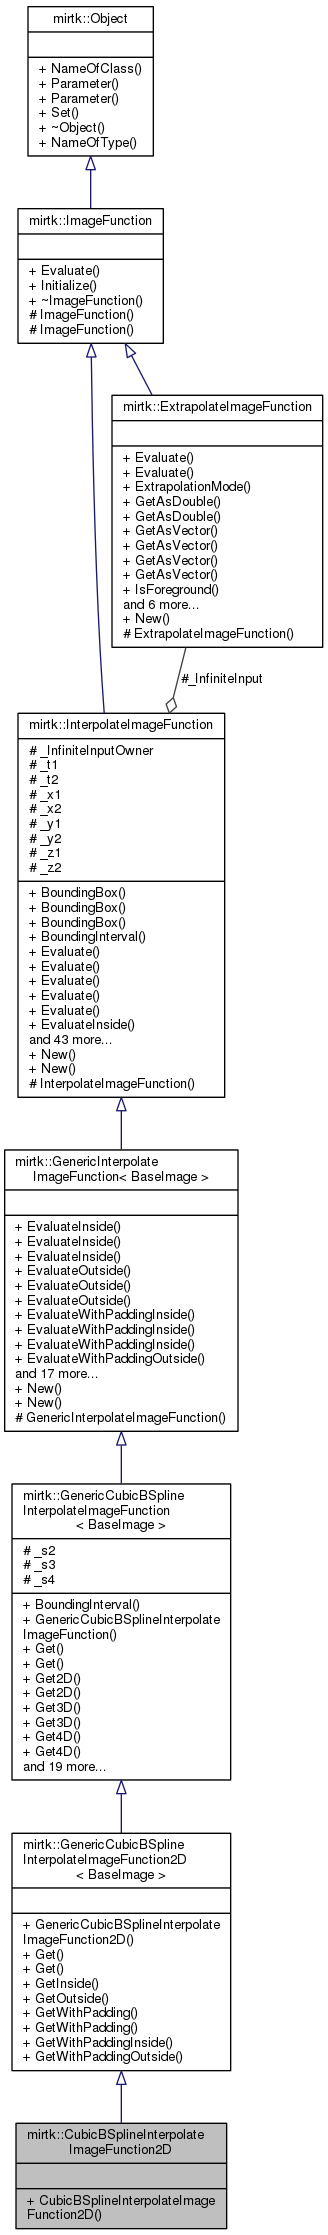 mirtk::Object
+ NameOfClass()
+ Parameter()
+ Parameter()
+ Set()
+ ~Object()
+ NameOfType()
mirtk::ImageFunction
+ Evaluate()
+ Initialize()
+ ~ImageFunction()
# ImageFunction()
# ImageFunction()
mirtk::ExtrapolateImageFunction
+ Evaluate()
+ Evaluate()
+ ExtrapolationMode()
+ GetAsDouble()
+ GetAsDouble()
+ GetAsVector()
+ GetAsVector()
+ GetAsVector()
+ GetAsVector()
+ IsForeground()
and 6 more...
+ New()
# ExtrapolateImageFunction()
#_InfiniteInput
mirtk::InterpolateImageFunction
# _InfiniteInputOwner
# _t1
# _t2
# _x1
# _x2
# _y1
# _y2
# _z1
# _z2
+ BoundingBox()
+ BoundingBox()
+ BoundingBox()
+ BoundingInterval()
+ Evaluate()
+ Evaluate()
+ Evaluate()
+ Evaluate()
+ Evaluate()
+ EvaluateInside()
and 43 more...
+ New()
+ New()
# InterpolateImageFunction()
mirtk::GenericInterpolate
ImageFunction< BaseImage >
+ EvaluateInside()
+ EvaluateInside()
+ EvaluateInside()
+ EvaluateOutside()
+ EvaluateOutside()
+ EvaluateOutside()
+ EvaluateWithPaddingInside()
+ EvaluateWithPaddingInside()
+ EvaluateWithPaddingInside()
+ EvaluateWithPaddingOutside()
and 17 more...
+ New()
+ New()
# GenericInterpolateImageFunction()
mirtk::GenericCubicBSpline
InterpolateImageFunction
< BaseImage >
# _s2
# _s3
# _s4
+ BoundingInterval()
+ GenericCubicBSplineInterpolate
ImageFunction()
+ Get()
+ Get()
+ Get2D()
+ Get2D()
+ Get3D()
+ Get3D()
+ Get4D()
+ Get4D()
and 19 more...
mirtk::GenericCubicBSpline
InterpolateImageFunction2D
< BaseImage >
+ GenericCubicBSplineInterpolate
ImageFunction2D()
+ Get()
+ Get()
+ GetInside()
+ GetOutside()
+ GetWithPadding()
+ GetWithPadding()
+ GetWithPaddingInside()
+ GetWithPaddingOutside()
mirtk::CubicBSplineInterpolate
ImageFunction2D
+ CubicBSplineInterpolateImage
Function2D()